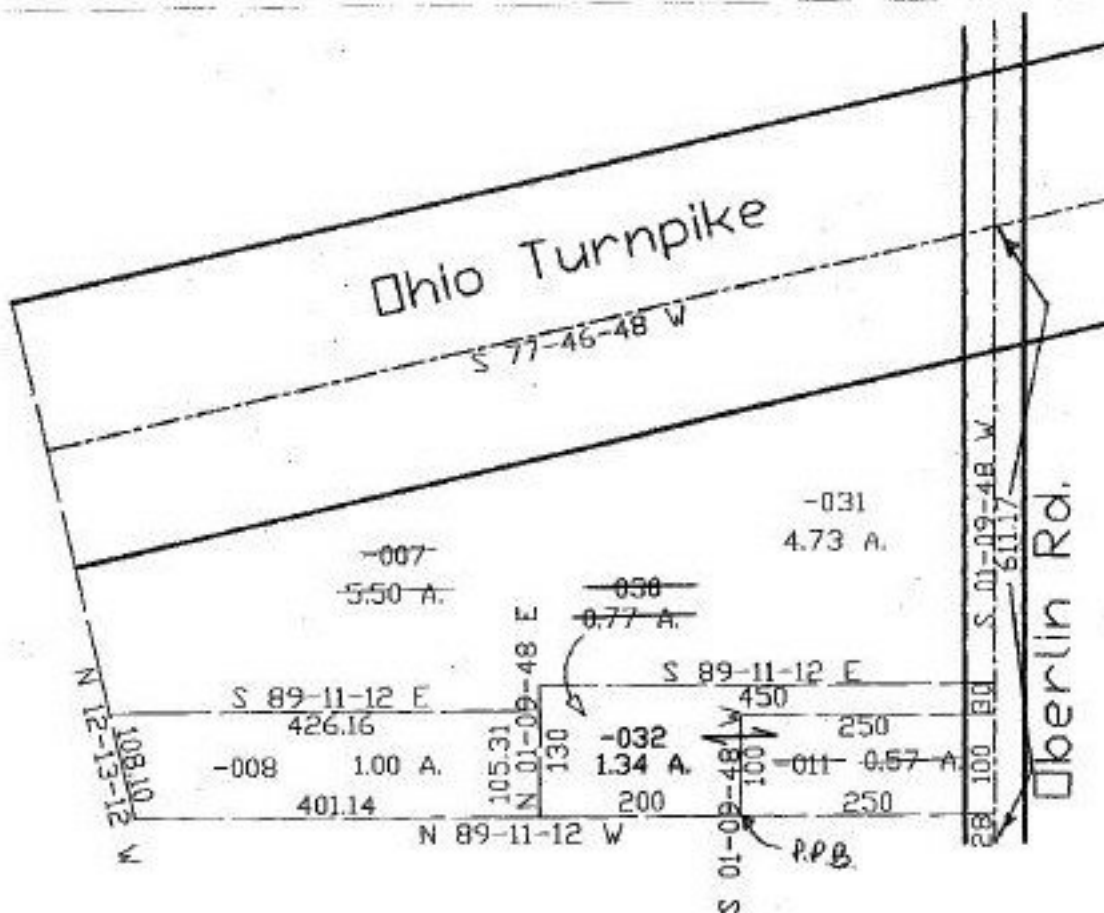 Ohio Turnpike
S 77-46-48 W
-031
4.73 A.
-007
5.50 A.
-030
0.77 A.
S 01-09-48 W
611.17
Oberlin Rd.
N 12-13-12 W
108.10
S 89-11-12 E
426.16
-008 1.00 A.
401.14
N 89-11-12 W
105.31
N 01-09-48 E
130
S 89-11-12 E
450
-032
1.34 A.
200
S 01-09-48 W
100
250
-011 0.57 A.
250
30
100
28
P.P.B.